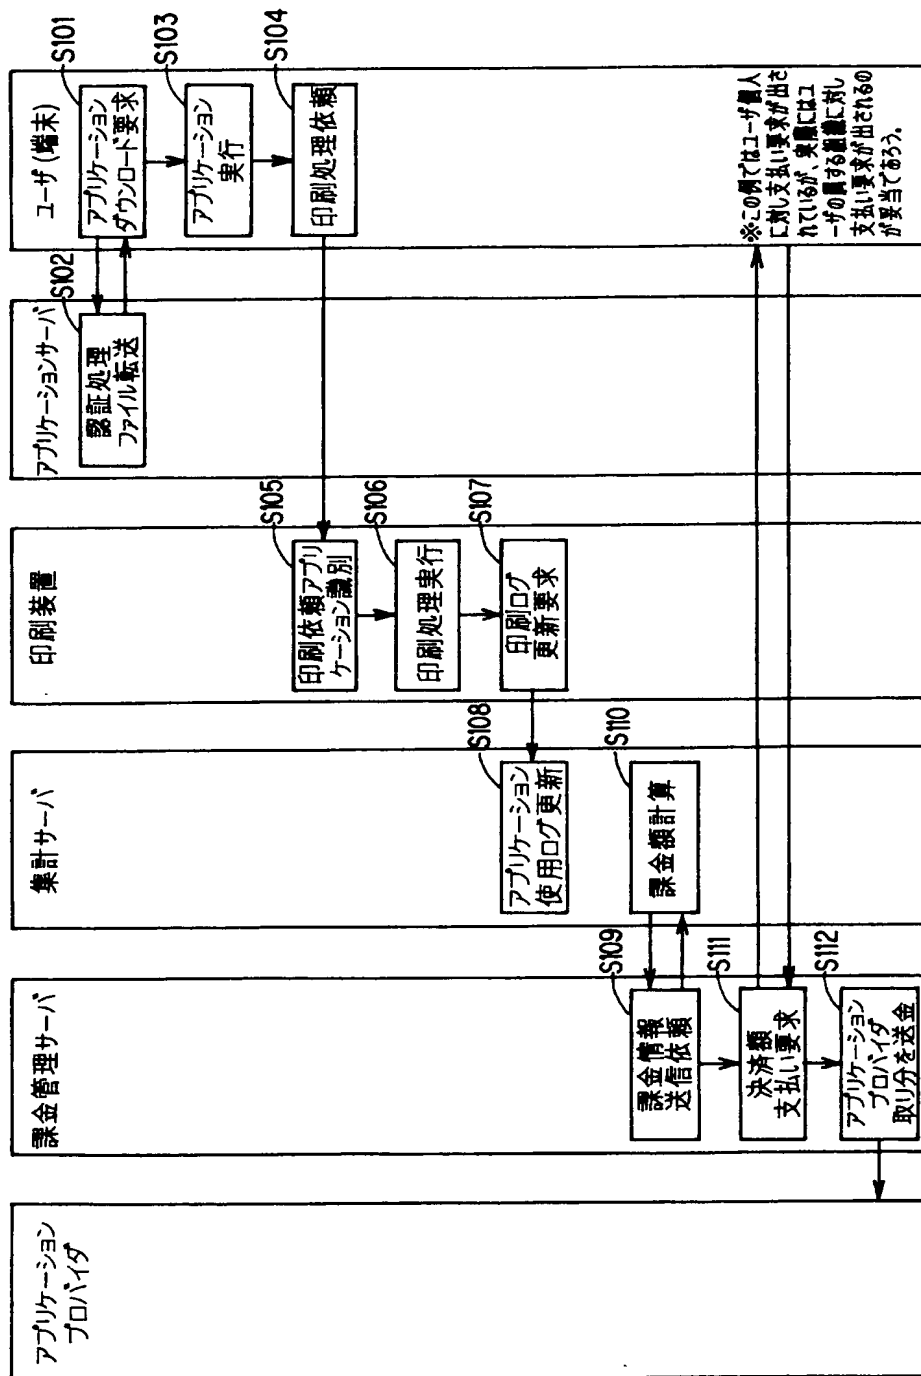 ユーザ(端末)
アプリケーション
ダウンロード要求
S101
アプリケーション
実行
S103
印刷処理依頼
S104
※この例ではユーザ個人
に対し支払い要求が出さ
れているが、実際にはユ
ーザの属する組織に対し
支払い要求が出されるの
が妥当であろう。
アプリケーションサーバ
認証処理
ファイル転送
S102
印刷装置
印刷依頼アプリ
ケーション識別
S105
印刷処理実行
S106
印刷ログ
更新要求
S107
集計サーバ
アプリケーション
使用ログ更新
S108
課金額計算
S110
課金管理サーバ
課金情報
送信依頼
S109
決済額
支払い要求
S111
アプリケーション
プロバイダ
取り分を送金
S112
アプリケーション
プロバイダ